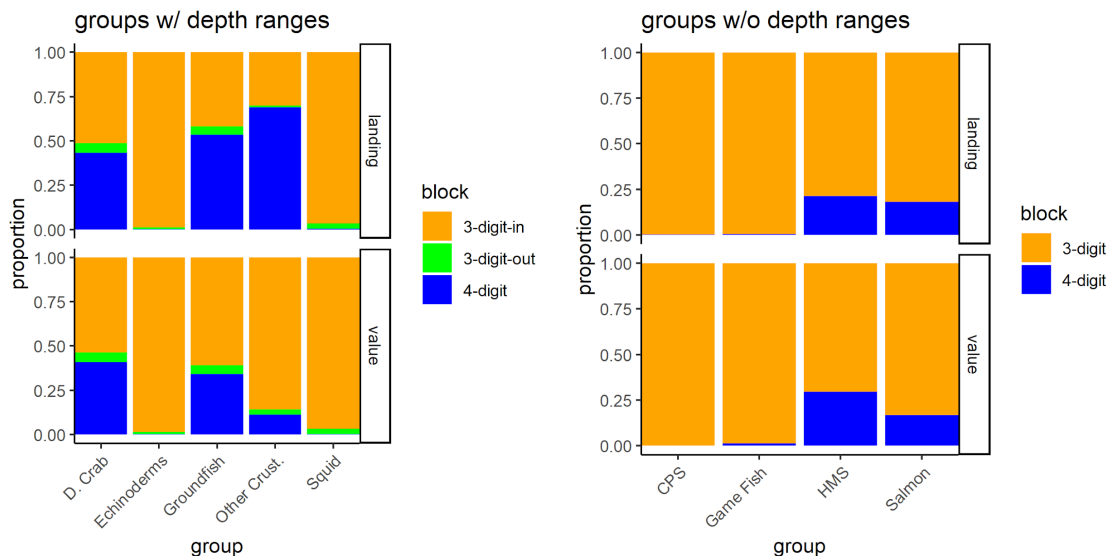 groups w/ depth ranges
proportion
1.00
0.75
0.50
0.25
0.00
landing
1.00
0.75
0.50
0.25
0.00
value
D. Crab
Echinoderms
Groundfish
Other Crust.
Squid
group
block
3-digit-in
3-digit-out
4-digit
groups w/o depth ranges
proportion
1.00
0.75
0.50
0.25
0.00
landing
1.00
0.75
0.50
0.25
0.00
value
CPS
Game Fish
HMS
Salmon
group
block
3-digit
4-digit